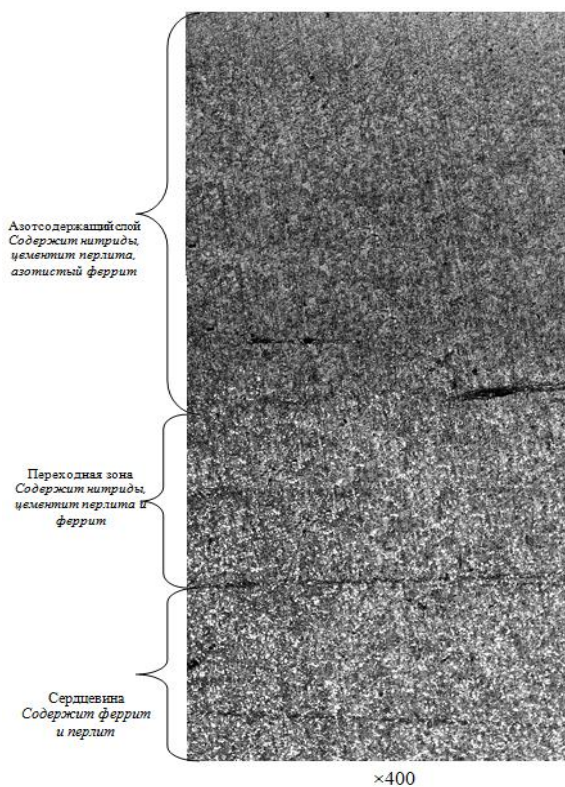 Азотсодержащий слой
Содержит нитриды,
цементит перлита,
азотистый феррит
Переходная зона
Содержит нитриды,
цементит перлита и
феррит
Сердцевина
Содержит феррит
и перлит
×400